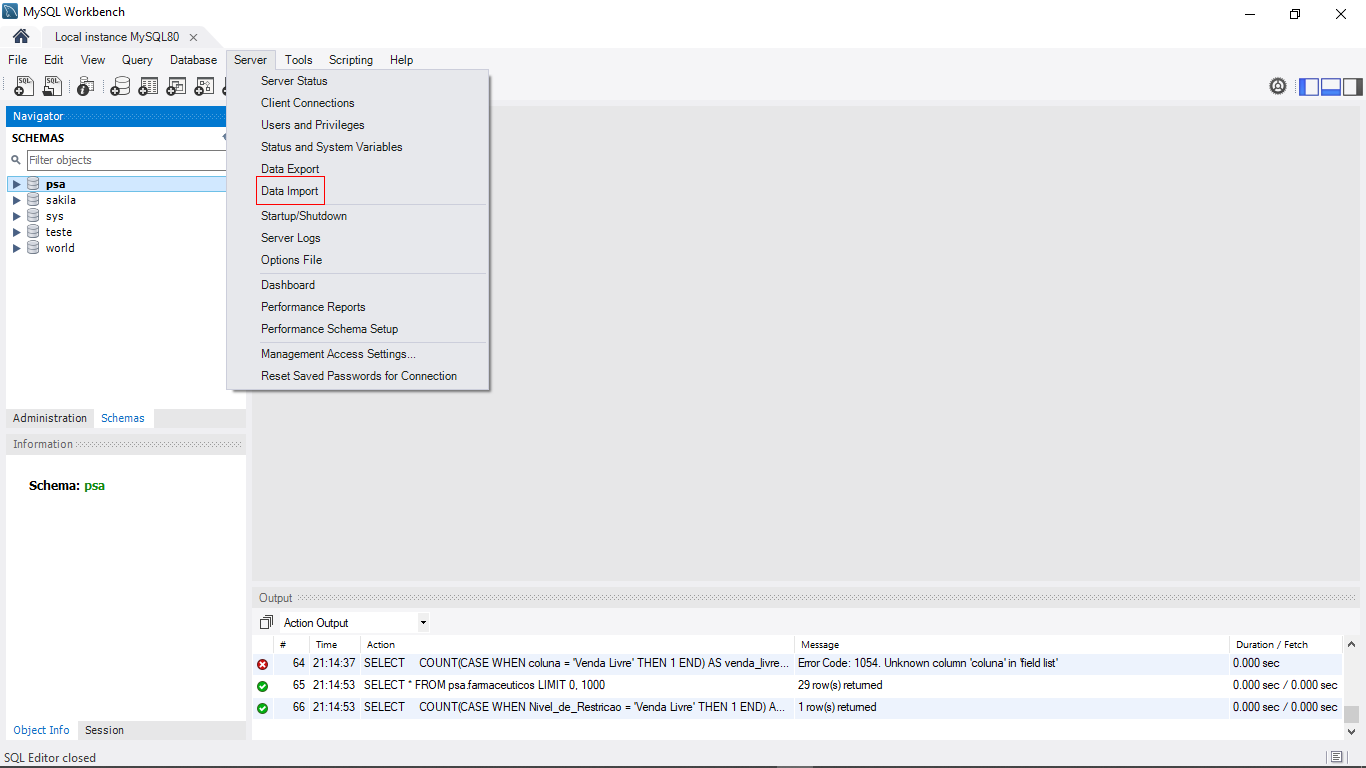 MySQL Workbench
Local instance MySQL80
File Edit View Query Database Server Tools Scripting Help
Server Status
Client Connections
Users and Privileges
Status and System Variables
Data Export
Data Import
Startup/Shutdown
Server Logs
Options File
Dashboard
Performance Reports
Performance Schema Setup
Management Access Settings...
Reset Saved Passwords for Connection
SQL SQL
Navigator
SCHEMAS
Filter objects
psa
sakila
sys
teste
world
Administration Schemas
Information
Schema: psa
Object Info Session
Output
Action Output
# Time Action Message Duration / Fetch
64 21:14:37 SELECT COUNT(CASE WHEN coluna = 'Venda Livre' THEN 1 END) AS venda_livre... Error Code: 1054. Unknown column 'coluna' in 'field list' 0.000 sec
65 21:14:53 SELECT * FROM psa.farmaceuticos LIMIT 0, 1000 29 row(s) returned 0.000 sec / 0.000 sec
66 21:14:53 SELECT COUNT(CASE WHEN Nivel_de_Restricao = 'Venda Livre' THEN 1 END) A... 1 row(s) returned 0.000 sec / 0.000 sec
SQL Editor closed